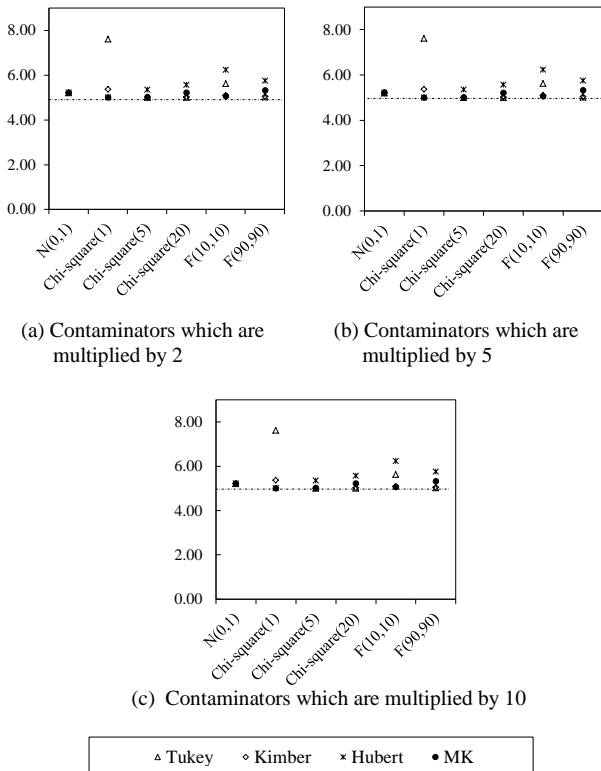 8.00
6.00
4.00
2.00
0.00
N(0,1)
Chi-square(1)
Chi-square(5)
Chi-square(20)
F(10,10)
F(90,90)
(a) Contaminators which are
multiplied by 2
8.00
6.00
4.00
2.00
0.00
N(0,1)
Chi-square(1)
Chi-square(5)
Chi-square(20)
F(10,10)
F(90,90)
(b) Contaminators which are
multiplied by 5
8.00
6.00
4.00
2.00
0.00
N(0,1)
Chi-square(1)
Chi-square(5)
Chi-square(20)
F(10,10)
F(90,90)
(c) Contaminators which are multiplied by 10
Tukey Kimber Hubert MK